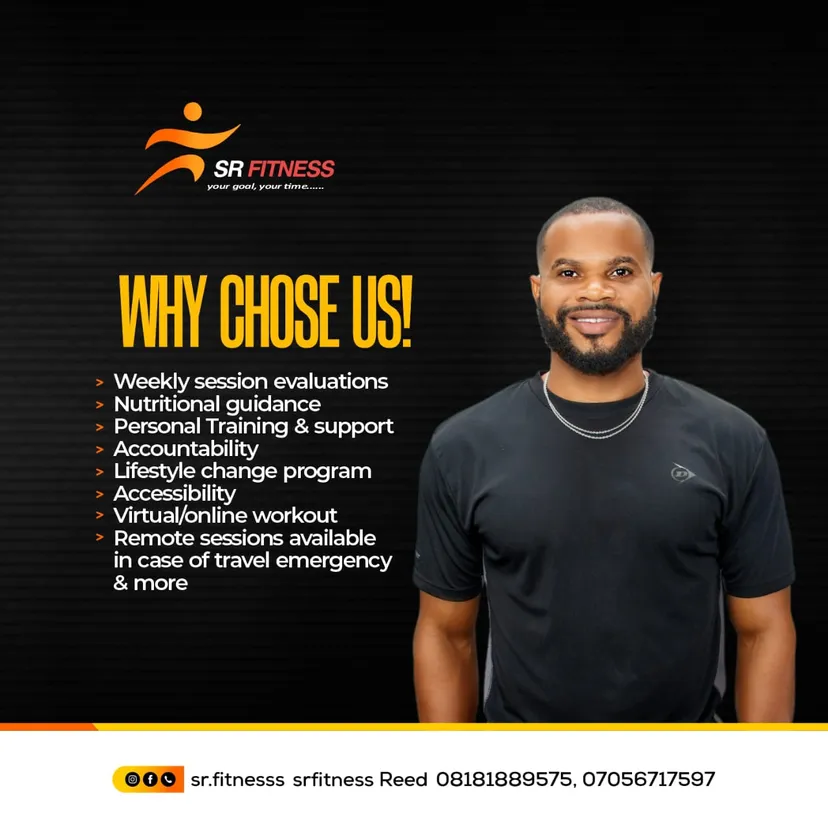 SR FITNESS
your goal, your time......
WHY CHOSE US!
> Weekly session evaluations
> Nutritional guidance
> Personal Training & support
> Accountability
> Lifestyle change program
> Accessibility
> Virtual/online workout
> Remote sessions available
in case of travel emergency
& more
sr.fitnesss srfitness Reed 08181889575, 07056717597